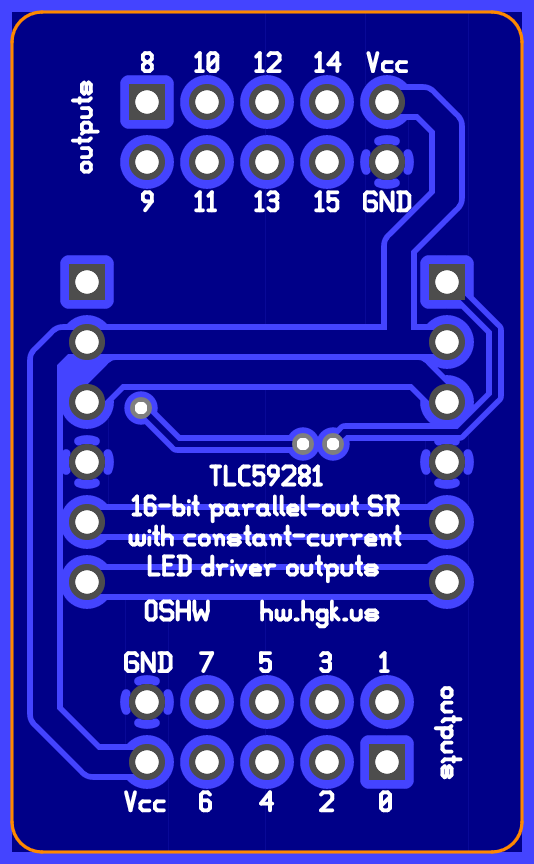 8 10 12 14 Vcc
outputs
9 11 13 15 GND
TLC59281
16-bit parallel-out SR
with constant-current
LED driver outputs
OSHW hw.hgk.us
GND 7 5 3 1
outputs
Vcc 6 4 2 0